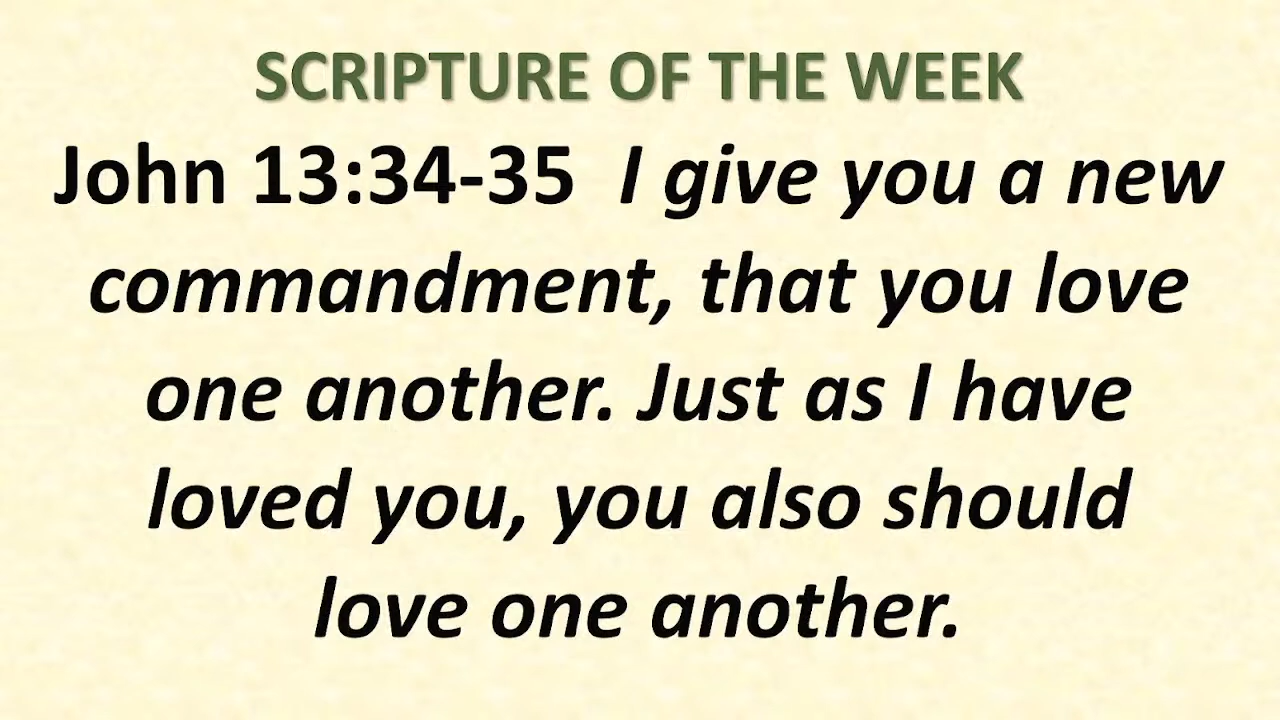 SCRIPTURE OF THE WEEK
John 13:34-35  I give you a new
commandment, that you love
one another. Just as I have
loved you, you also should
love one another.